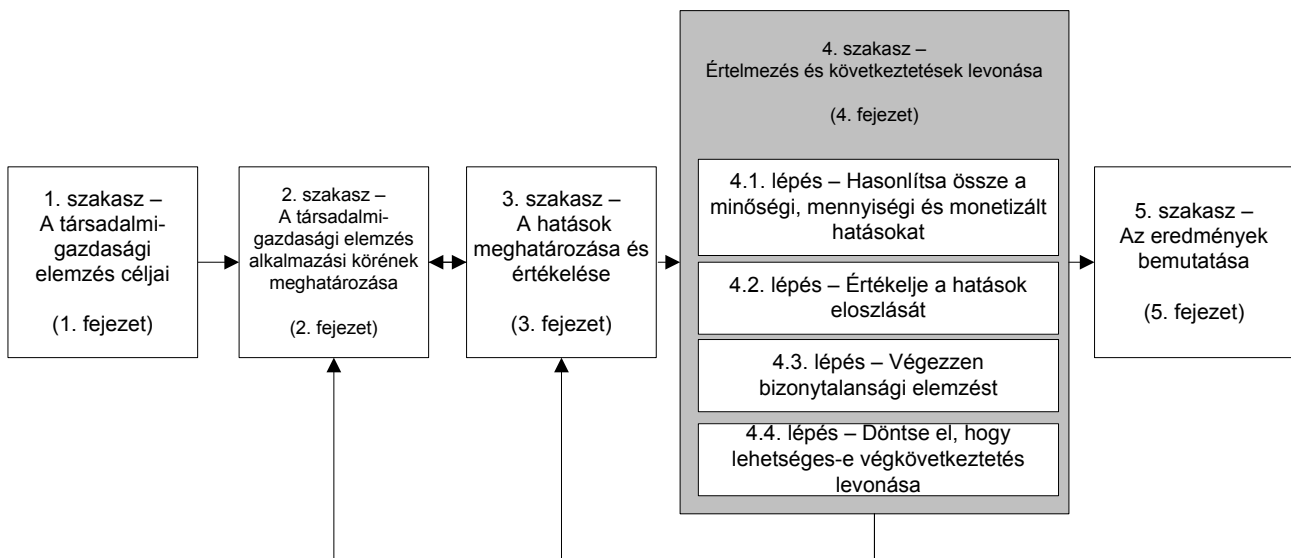 1. szakasz –
A társadalmi-
gazdasági
elemzés céljai
(1. fejezet)
2. szakasz –
A társadalmi-
gazdasági elemzés
alkalmazási körének
meghatározása
(2. fejezet)
3. szakasz –
A hatások
meghatározása és
értékelése
(3. fejezet)
4. szakasz –
Értelmezés és következtetések levonása
(4. fejezet)
4.1. lépés – Hasonlítsa össze a
minőségi, mennyiségi és monetizált
hatásokat
4.2. lépés – Értékelje a hatások
eloszlását
4.3. lépés – Végezzen
bizonytalansági elemzést
4.4. lépés – Döntse el, hogy
lehetséges-e végkövetkeztetés
levonása
5. szakasz –
Az eredmények
bemutatása
(5. fejezet)